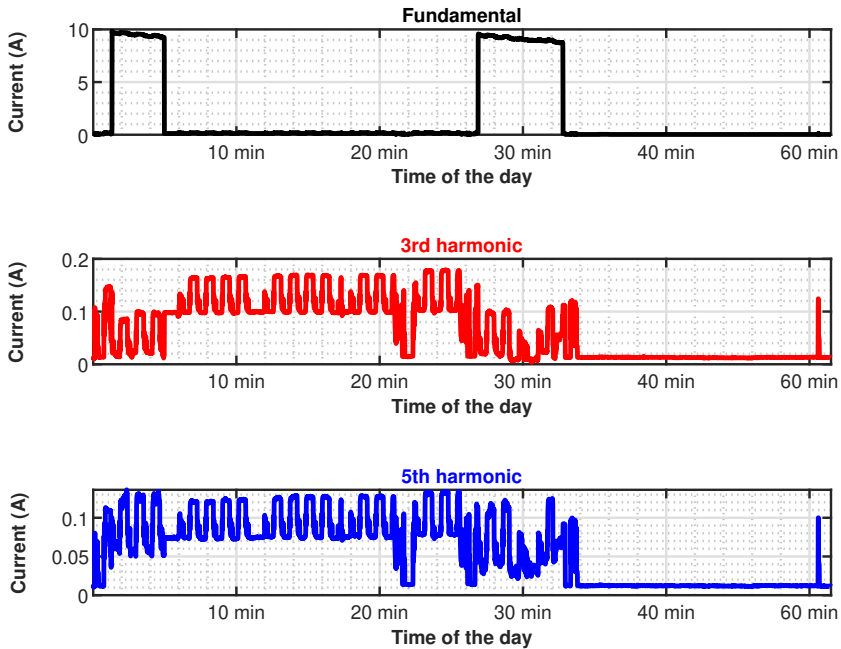 Fundamental
Current (A)
10
5
0
10 min 20 min 30 min 40 min 60 min
Time of the day
3rd harmonic
Current (A)
0.2
0.1
0
10 min 20 min 30 min 40 min 60 min
Time of the day
5th harmonic
Current (A)
0.1
0.05
0
10 min 20 min 30 min 40 min 60 min
Time of the day